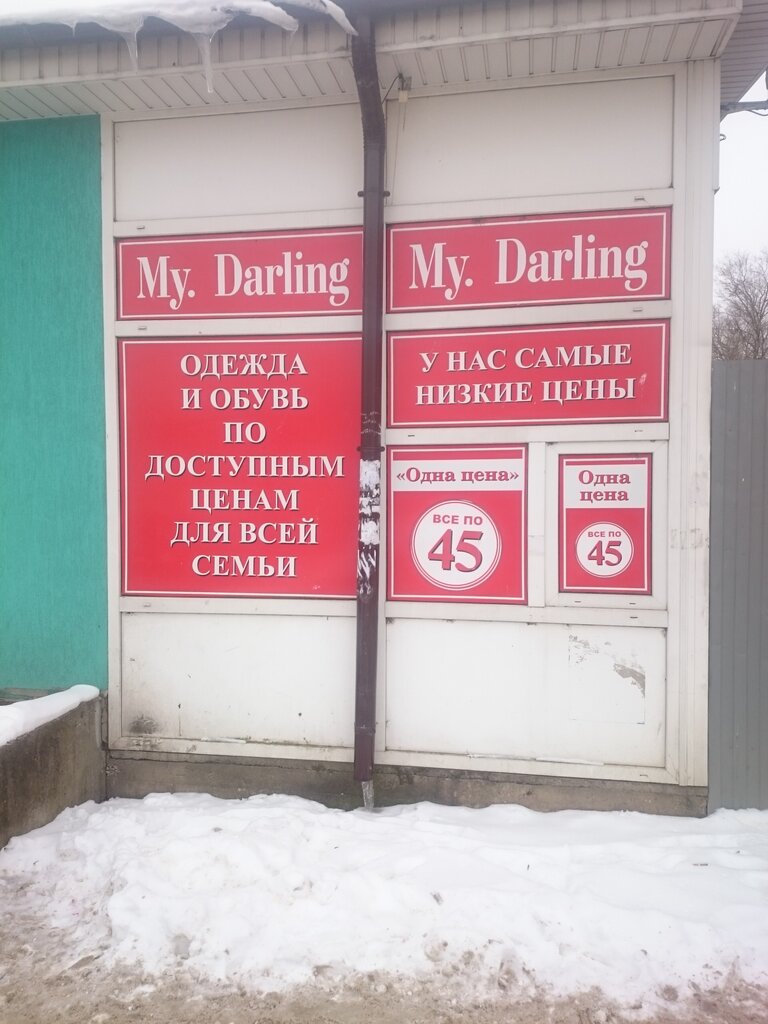 My. Darling
ОДЕЖДА
И ОБУВЬ
ПО
ДОСТУПНЫМ
ЦЕНАМ
ДЛЯ ВСЕЙ
СЕМЬИ
My. Darling
У НАС САМЫЕ
НИЗКИЕ ЦЕНЫ
«Одна цена»
ВСЕ ПО
45
Одна
цена
ВСЕ ПО
45